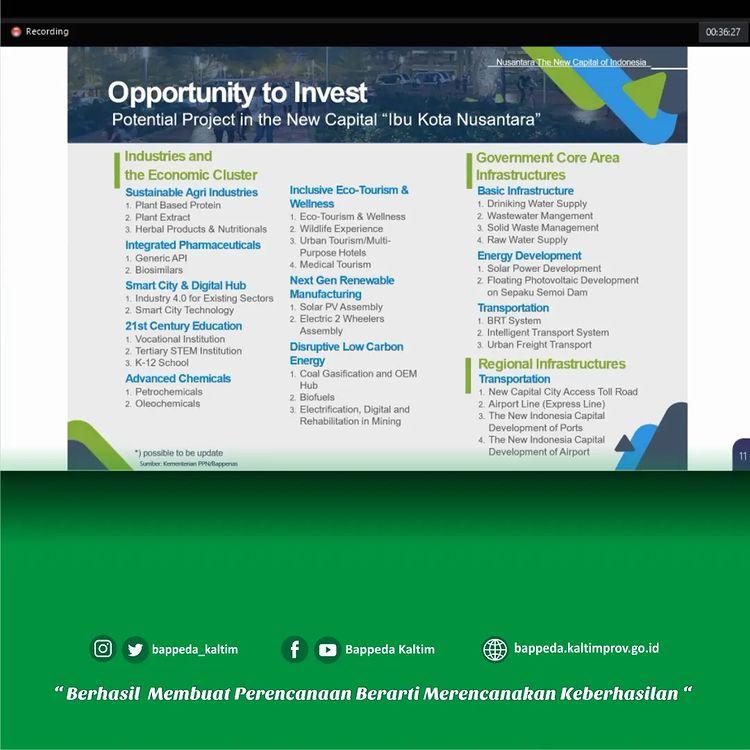 Recording
00:36:27
Nusantara The New Capital of Indonesia
Opportunity to Invest
Potential Project in the New Capital “Ibu Kota Nusantara”
Industries and
the Economic Cluster
Sustainable Agri Industries
1. Plant Based Protein
2. Plant Extract
3. Herbal Products & Nutritionals
Integrated Pharmaceuticals
1. Generic API
2. Biosimilars
Smart City & Digital Hub
1. Industry 4.0 for Existing Sectors
2. Smart City Technology
21st Century Education
1. Vocational Institution
2. Tertiary STEM Institution
3. K-12 School
Advanced Chemicals
1. Petrochemicals
2. Oleochemicals
Inclusive Eco-Tourism &
Wellness
1. Eco-Tourism & Wellness
2. Wildlife Experience
3. Urban Tourism/Multi-
Purpose Hotels
4. Medical Tourism
Next Gen Renewable
Manufacturing
1. Solar PV Assembly
2. Electric 2 Wheelers
Assembly
Disruptive Low Carbon
Energy
1. Coal Gasification and OEM
Hub
2. Biofuels
3. Electrification, Digital and
Rehabilitation in Mining
Government Core Area
Infrastructures
Basic Infrastructure
1. Driniking Water Supply
2. Wastewater Mangement
3. Solid Waste Management
4. Raw Water Supply
Energy Development
1. Solar Power Development
2. Floating Photovoltaic Development
on Sepaku Semoi Dam
Transportation
1. BRT System
2. Intelligent Transport System
3. Urban Freight Transport
Regional Infrastructures
Transportation
1. New Capital City Access Toll Road
2. Airport Line (Express Line)
3. The New Indonesia Capital
Development of Ports
4. The New Indonesia Capital
Development of Airport
*) possible to be update
Sumber: Kementerian PPN/Bappenas
11
bappeda_kaltim
Bappeda Kaltim
bappeda.kaltimprov.go.id
“ Berhasil Membuat Perencanaan Berarti Merencanakan Keberhasilan “